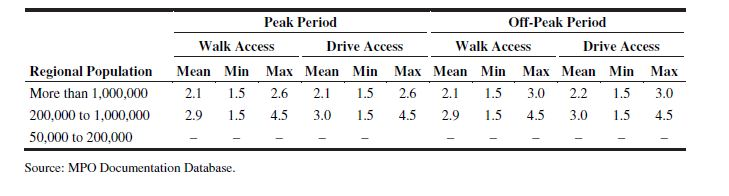 Peak Period Off-Peak Period
Walk Access Drive Access Walk Access Drive Access
Regional Population Mean Min Max Mean Min Max Mean Min Max Mean Min Max
More than 1,000,000 2.1 1.5 2.6 2.1 1.5 2.6 2.1 1.5 3.0 2.2 1.5 3.0
200,000 to 1,000,000 2.9 1.5 4.5 3.0 1.5 4.5 2.9 1.5 4.5 3.0 1.5 4.5
50,000 to 200,000 – – – – – – – – – – – –
Source: MPO Documentation Database.